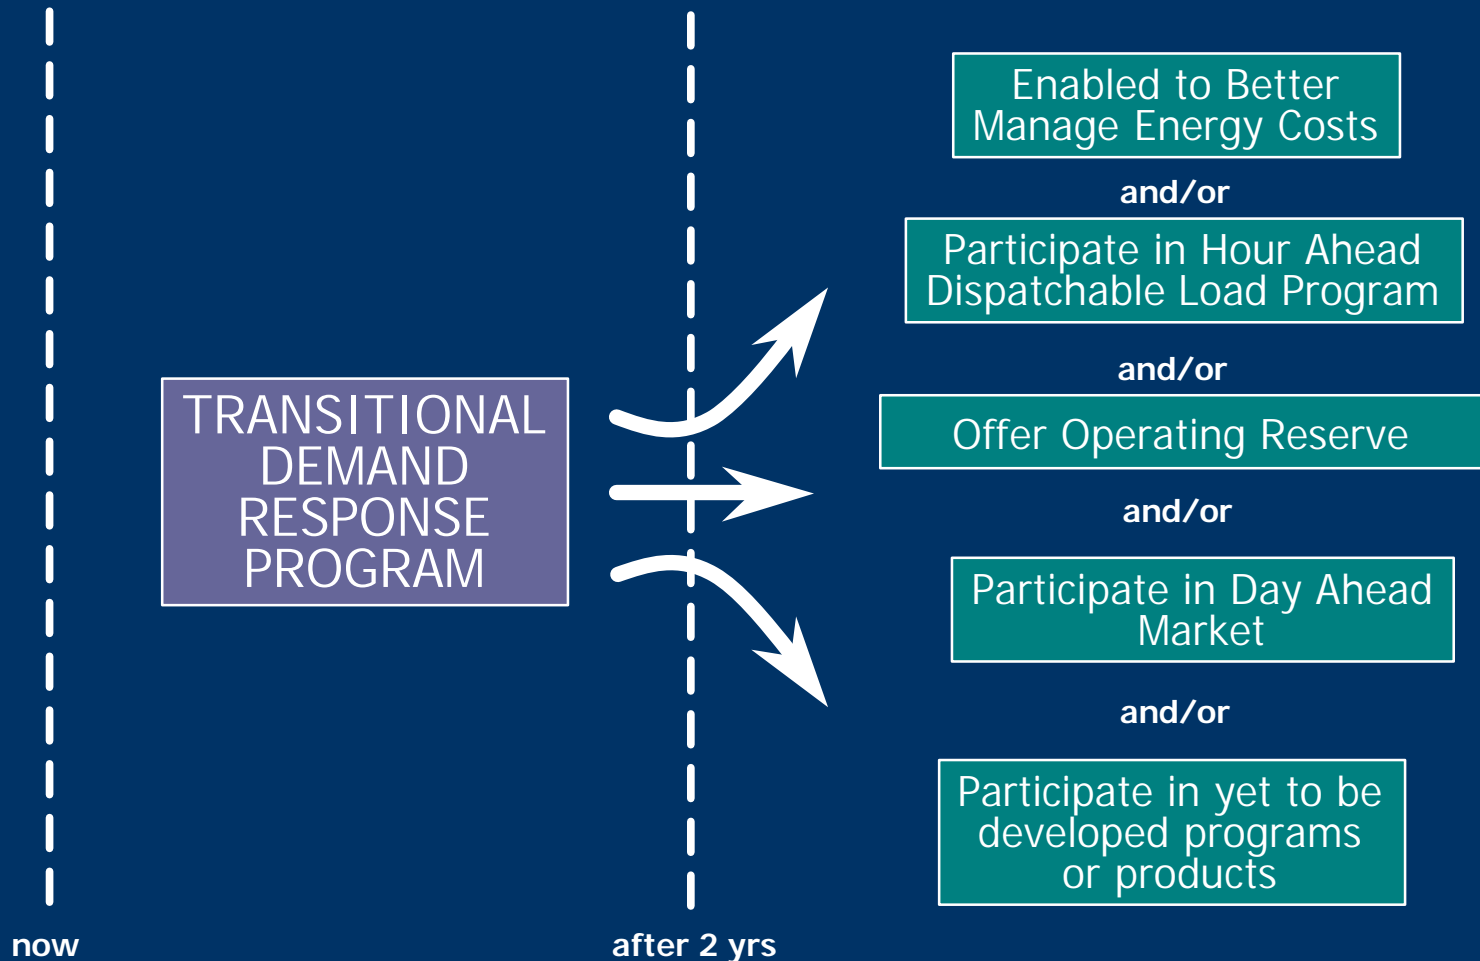 Enabled to Better
Manage Energy Costs
and/or
Participate in Hour Ahead
Dispatchable Load Program
and/or
TRANSITIONAL
DEMAND
RESPONSE
PROGRAM
Offer Operating Reserve
and/or
Participate in Day Ahead
Market
and/or
Participate in yet to be
developed programs
or products
now
after 2 yrs